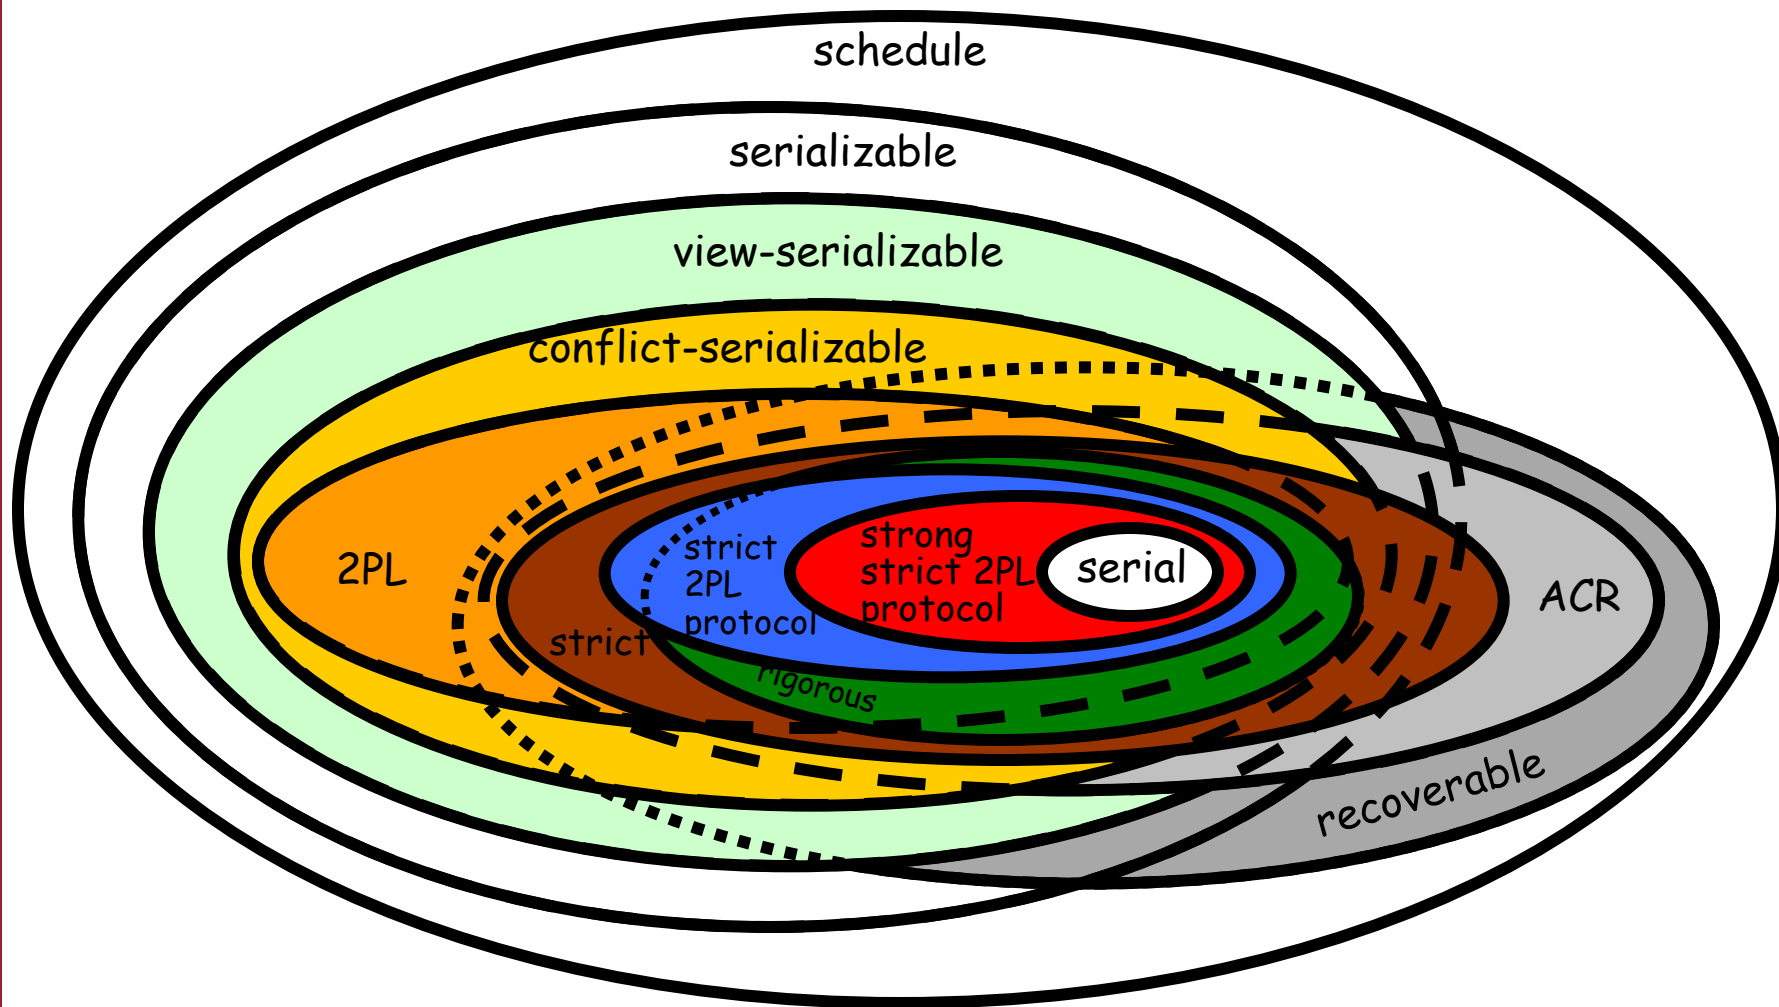 schedule
serializable
view-serializable
conflict-serializable
2PL
strict
2PL
protocol
strong
strict 2PL
protocol
serial
ACR
strict
rigorous
recoverable